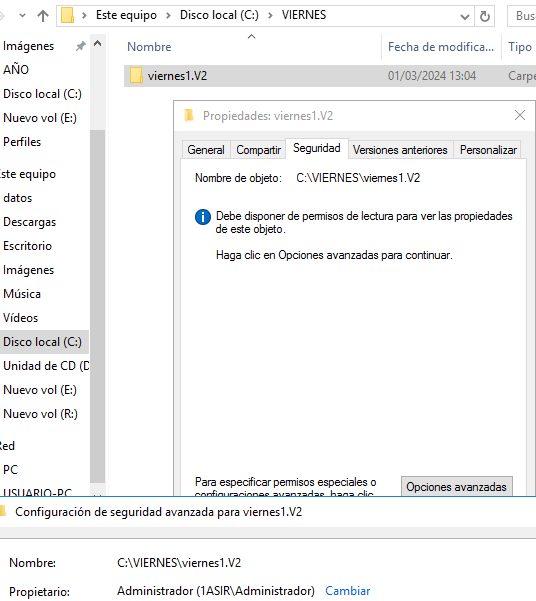 Este equipo > Disco local (C:) > VIERNES
Bus
Imágenes
AÑO
Disco local (C:)
Nuevo vol (E:)
Perfiles
ste equipo
datos
Descargas
Escritorio
Imágenes
Música
Vídeos
Disco local (C:)
Unidad de CD (D
Nuevo vol (E:)
Nuevo vol (R:)
ed
PC
USUARIO-PC
Nombre
Fecha de modifica...
Tipo
viernes1.V2
01/03/2024 13:04
Carpe
Propiedades: viernes1.V2
General
Compartir
Seguridad
Versiones anteriores
Personalizar
Nombre de objeto: C:\VIERNES\viernes1.V2
Debe disponer de permisos de lectura para ver las propiedades
de este objeto.
Haga clic en Opciones avanzadas para continuar.
Para especificar permisos especiales o
configuraciones avanzadas, haga clic
Opciones avanzadas
Configuración de seguridad avanzada para viernes1.V2
Nombre: C:\VIERNES\viernes1.V2
Propietario: Administrador (1ASIR\Administrador) Cambiar